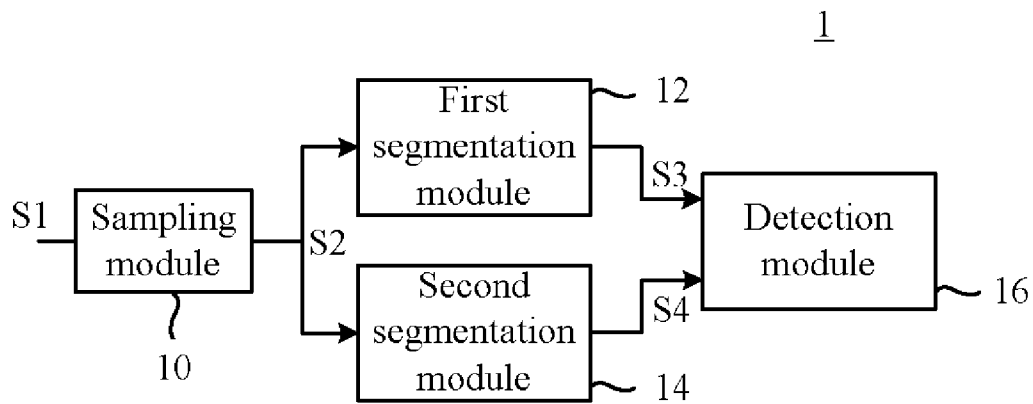 1
First
segmentation
module
12
S1
Sampling
module
10
S2
S3
Detection
module
16
Second
segmentation
module
14
S4